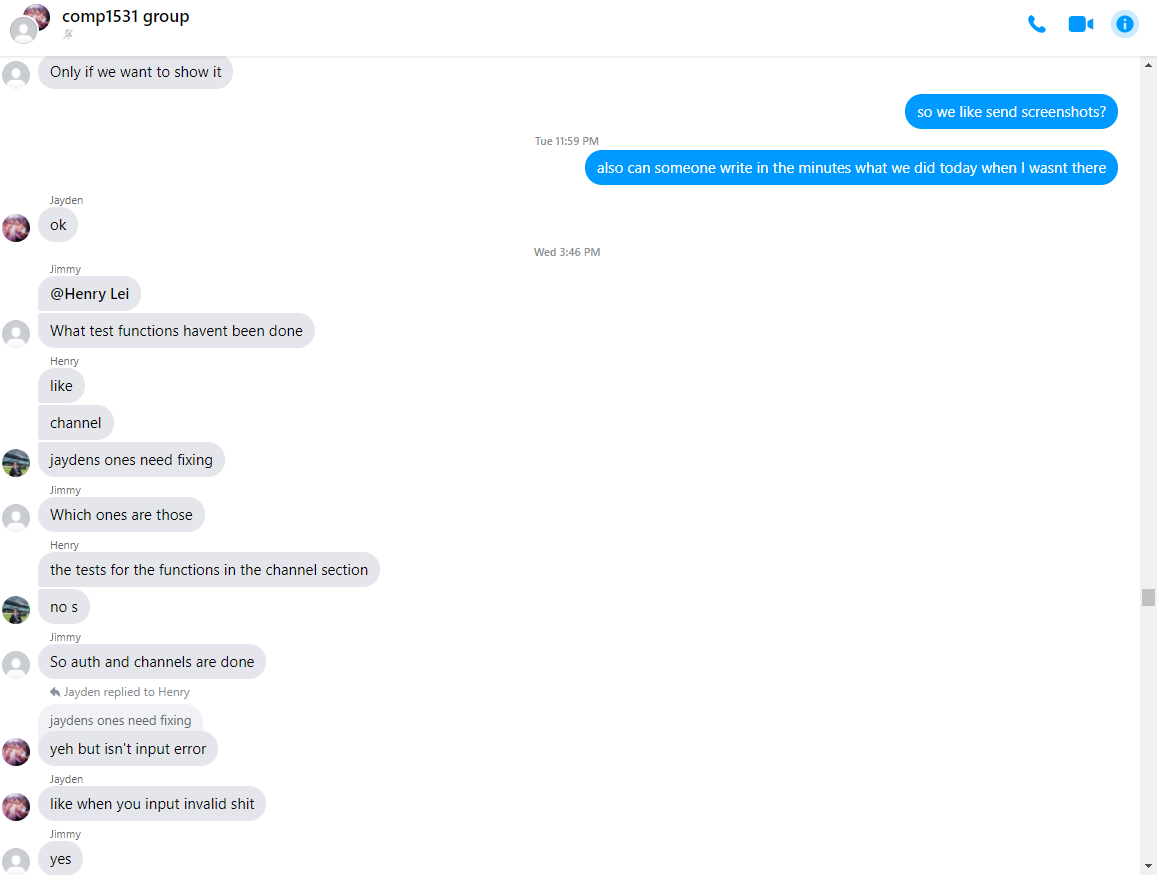 comp1531 group
Only if we want to show it
so we like send screenshots?
Tue 11:59 PM
also can someone write in the minutes what we did today when I wasnt there
Jayden
ok
Wed 3:46 PM
Jimmy
@Henry Lei
What test functions havent been done
Henry
like
channel
jaydens ones need fixing
Jimmy
Which ones are those
Henry
the tests for the functions in the channel section
no s
Jimmy
So auth and channels are done
Jayden replied to Henry
jaydens ones need fixing
yeh but isn't input error
Jayden
like when you input invalid shit
Jimmy
yes